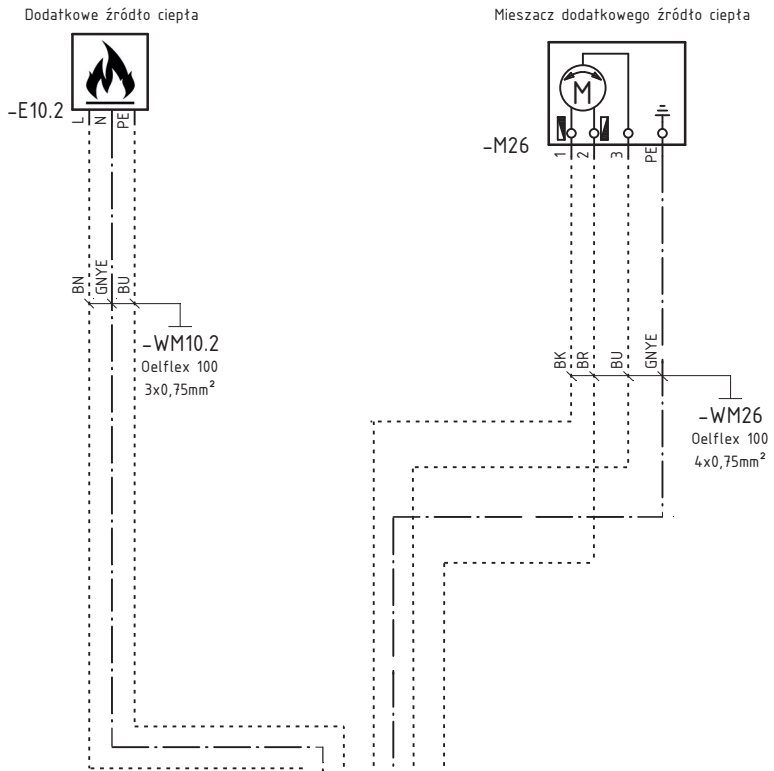 Dodatkowe źródło ciepła
Mieszacz dodatkowego źródło ciepła
-E10.2
L
N
PE
M
-M26
1
2
3
PE
BN
GNYE
BU
-WM10.2
Oelflex 100
3x0,75mm²
BK
BR
BU
GNYE
-WM26
Oelflex 100
4x0,75mm²